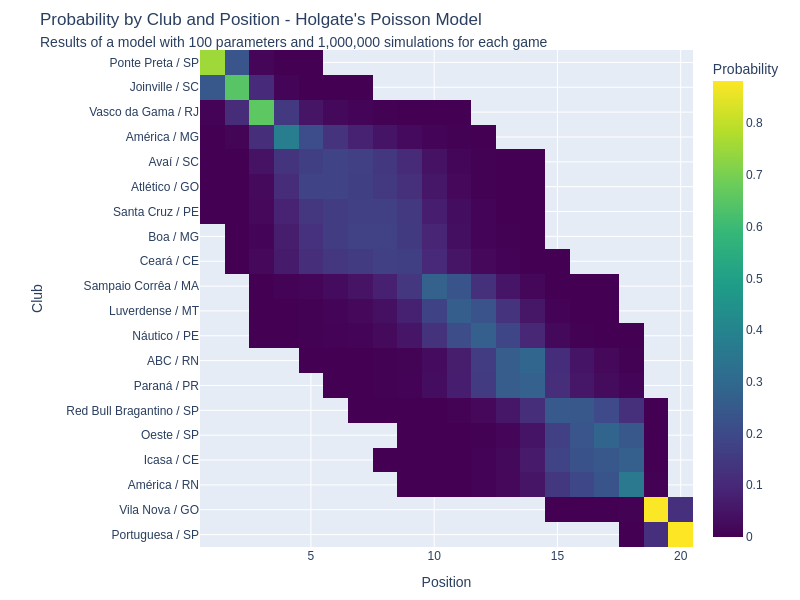 Probability by Club and Position - Holgate's Poisson Model
Results of a model with 100 parameters and 1,000,000 simulations for each game
Probability
Ponte Preta / SP
Joinville / SC
Vasco da Gama / RJ
América / MG
Avaí / SC
Atlético / GO
Santa Cruz / PE
Boa / MG
Ceará / CE
Sampaio Corrêa / MA
Luverdense / MT
Náutico / PE
ABC / RN
Paraná / PR
Red Bull Bragantino / SP
Oeste / SP
Icasa / CE
América / RN
Vila Nova / GO
Portuguesa / SP
Club
5
10
15
20
Position
0.8
0.7
0.6
0.5
0.4
0.3
0.2
0.1
0